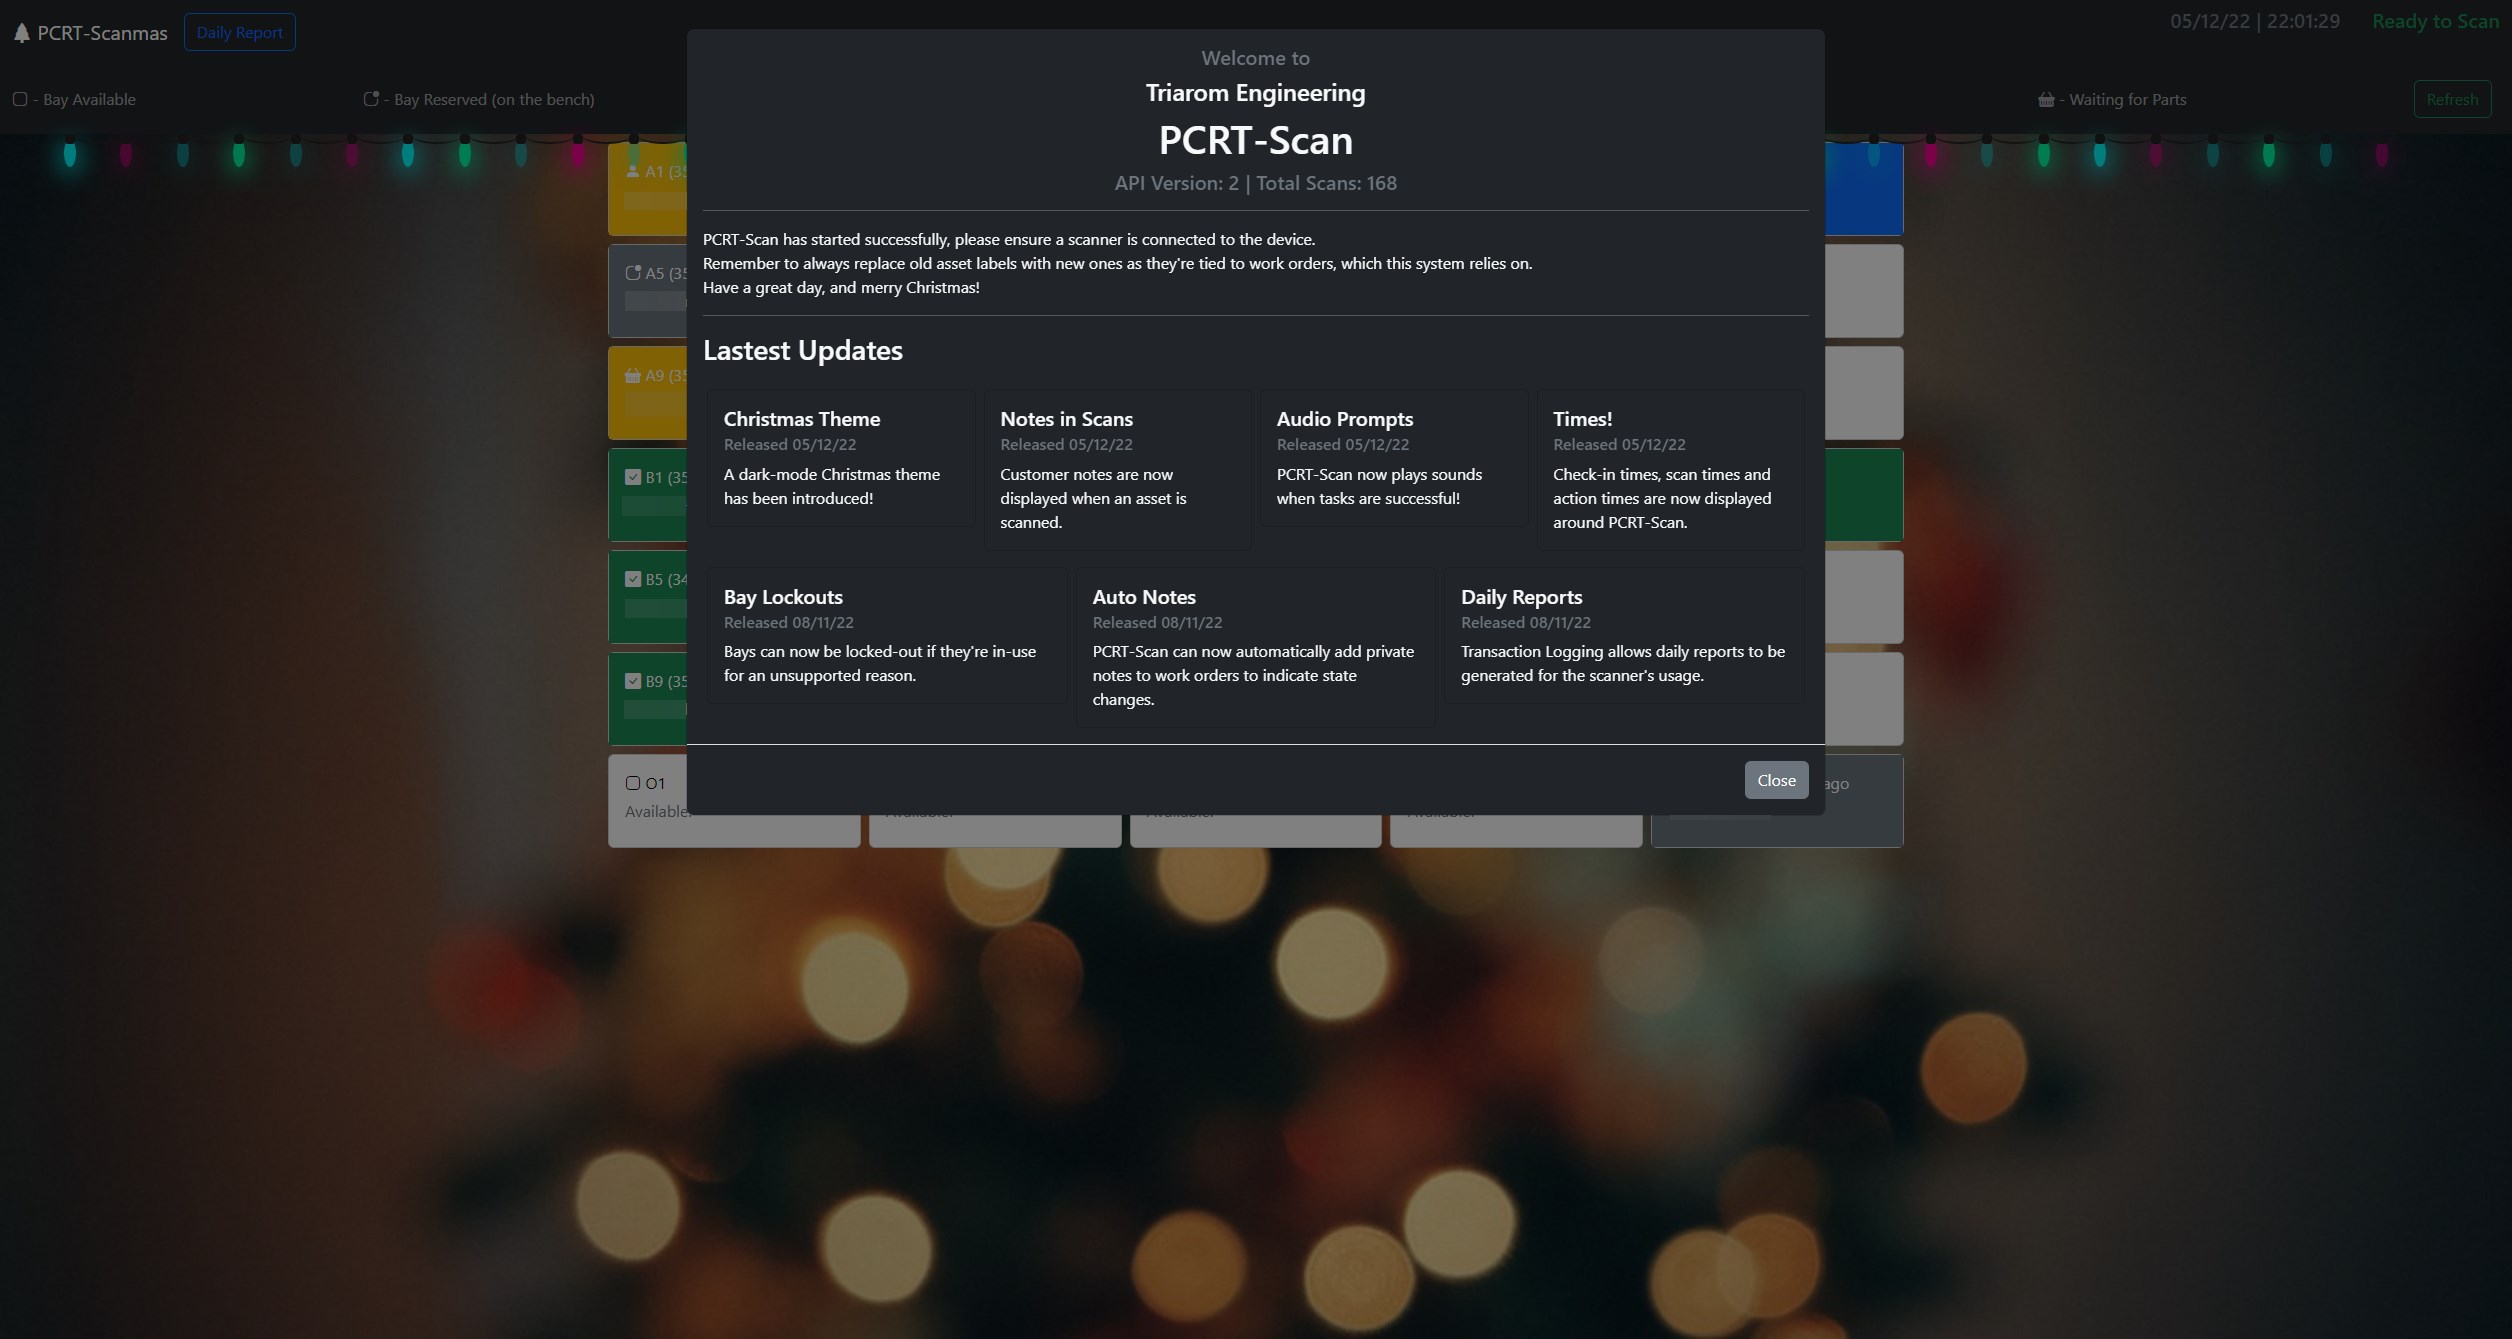 PCRT-Scanmas
Daily Report
05/12/22 | 22:01:29
Ready to Scan
- Bay Available
- Bay Reserved (on the bench)
- Waiting for Parts
Refresh
Welcome to
Triarom Engineering
PCRT-Scan
API Version: 2 | Total Scans: 168
PCRT-Scan has started successfully, please ensure a scanner is connected to the device.
Remember to always replace old asset labels with new ones as they're tied to work orders, which this system relies on.
Have a great day, and merry Christmas!
Lastest Updates
Christmas Theme
Released 05/12/22
A dark-mode Christmas theme
has been introduced!
Notes in Scans
Released 05/12/22
Customer notes are now
displayed when an asset is
scanned.
Audio Prompts
Released 05/12/22
PCRT-Scan now plays sounds
when tasks are successful!
Times!
Released 05/12/22
Check-in times, scan times and
action times are now displayed
around PCRT-Scan.
Bay Lockouts
Released 08/11/22
Bays can now be locked-out if they're in-use
for an unsupported reason.
Auto Notes
Released 08/11/22
PCRT-Scan can now automatically add private
notes to work orders to indicate state
changes.
Daily Reports
Released 08/11/22
Transaction Logging allows daily reports to be
generated for the scanner's usage.
Close
A1 (35
A5 (35
A9 (35
B1 (35
B5 (34
B9 (35
O1
Available.
ago